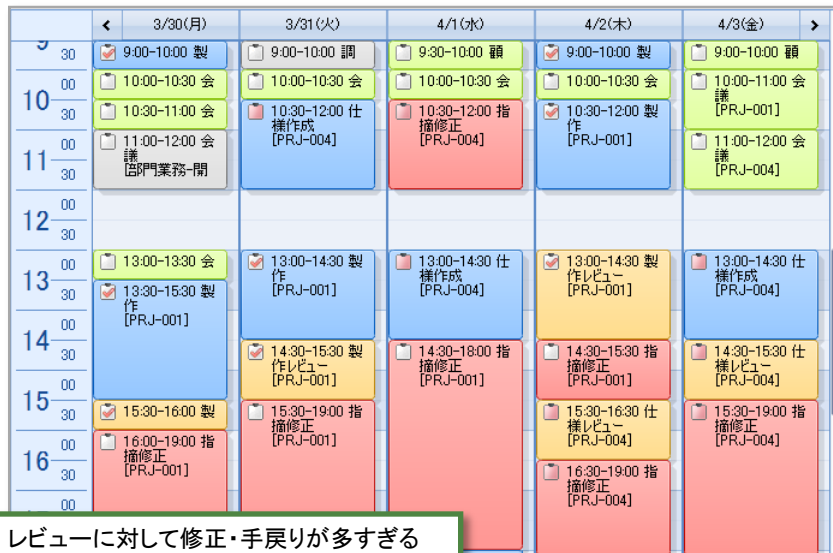 3/30(月)
3/31(火)
4/1(水)
4/2(木)
4/3(金)
9 30
00
10 30
00
11 30
00
12 30
00
13 30
00
14 30
00
15 30
00
16 30
00
9:00-10:00 製
10:00-10:30 会
10:30-11:00 会
11:00-12:00 会
議
[部門業務-開
13:00-13:30 会
13:30-15:30 製
作
[PRJ-001]
15:30-16:00 製
16:00-19:00 指
摘修正
[PRJ-001]
9:00-10:00 調
10:00-10:30 会
10:30-12:00 仕
様作成
[PRJ-004]
13:00-14:30 製
作
[PRJ-001]
14:30-15:30 製
作レビュー
[PRJ-001]
15:30-19:00 指
摘修正
[PRJ-001]
9:30-10:00 顧
10:00-10:30 会
10:30-12:00 指
摘修正
[PRJ-004]
13:00-14:30 仕
様作成
[PRJ-004]
14:30-18:00 指
摘修正
[PRJ-001]
9:00-10:00 製
10:00-10:30 会
10:30-12:00 製
作
[PRJ-001]
13:00-14:30 製
作レビュー
[PRJ-001]
14:30-15:30 指
摘修正
[PRJ-001]
15:30-16:30 仕
様レビュー
[PRJ-004]
16:30-19:00 指
摘修正
[PRJ-004]
9:00-10:00 顧
10:00-11:00 会
議
[PRJ-001]
11:00-12:00 会
議
[PRJ-004]
13:00-14:30 仕
様作成
[PRJ-004]
14:30-15:30 仕
様レビュー
[PRJ-004]
15:30-19:00 指
摘修正
[PRJ-004]
レビューに対して修正・手戻りが多すぎる